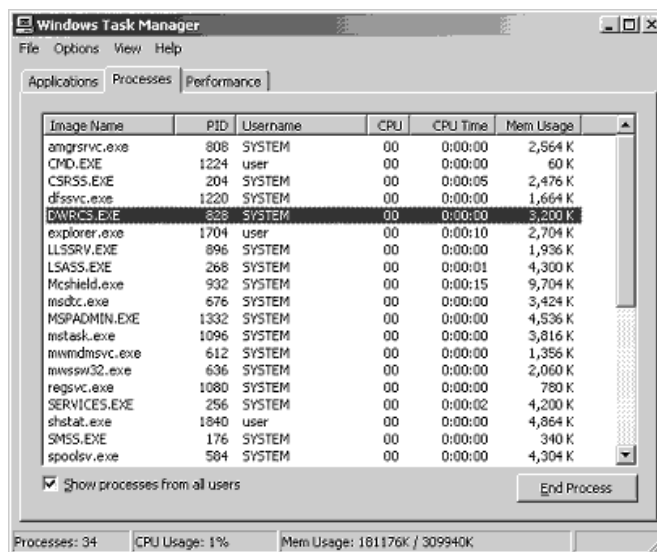 Windows Task Manager
File Options View Help
Applications Processes Performance
Image Name PID Username CPU CPU Time Mem Usage
amgrsrvc.exe 808 SYSTEM 00 0:00:00 2,564 K
CMD.EXE 1224 user 00 0:00:00 60 K
CSRSS.EXE 204 SYSTEM 00 0:00:05 2,476 K
dfssvc.exe 1220 SYSTEM 00 0:00:00 1,664 K
DWRCS.EXE 828 SYSTEM 00 0:00:00 3,200 K
explorer.exe 1704 user 00 0:00:10 2,704 K
LLSSRV.EXE 896 SYSTEM 00 0:00:00 1,936 K
LSASS.EXE 268 SYSTEM 00 0:00:01 4,300 K
Mcshield.exe 932 SYSTEM 00 0:00:15 9,704 K
msdtc.exe 676 SYSTEM 00 0:00:00 3,424 K
MSPADMIN.EXE 1332 SYSTEM 00 0:00:00 4,536 K
mstask.exe 1096 SYSTEM 00 0:00:00 3,816 K
mwmdmsvc.exe 612 SYSTEM 00 0:00:00 1,356 K
mwssw32.exe 636 SYSTEM 00 0:00:00 2,060 K
regsvc.exe 1080 SYSTEM 00 0:00:00 780 K
SERVICES.EXE 256 SYSTEM 00 0:00:02 4,200 K
shstat.exe 1840 user 00 0:00:00 4,864 K
SMSS.EXE 176 SYSTEM 00 0:00:00 340 K
spoolsv.exe 584 SYSTEM 00 0:00:00 4,304 K
Show processes from all users
End Process
Processes: 34 CPU Usage: 1% Mem Usage: 181176K / 309940K